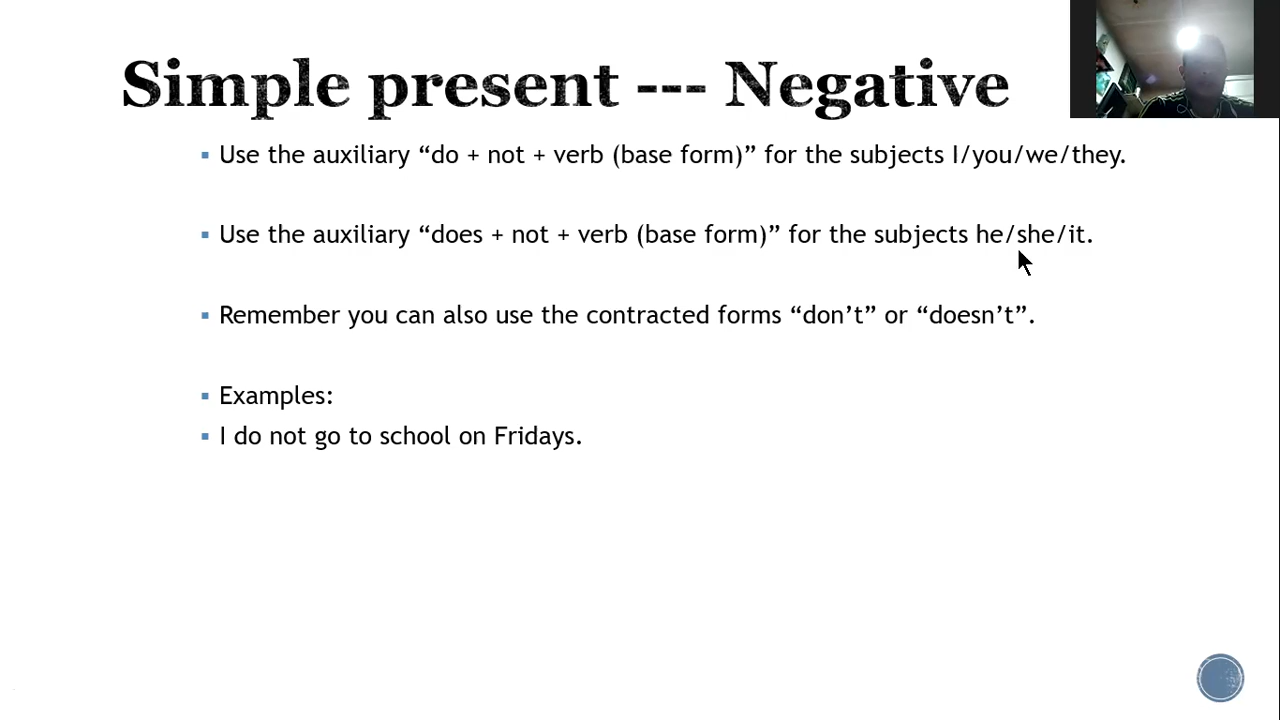 Simple present --- Negative
Use the auxiliary “do + not + verb (base form)” for the subjects I/you/we/they.
Use the auxiliary “does + not + verb (base form)” for the subjects he/she/it.
Remember you can also use the contracted forms “don’t” or “doesn’t”.
Examples:
I do not go to school on Fridays.